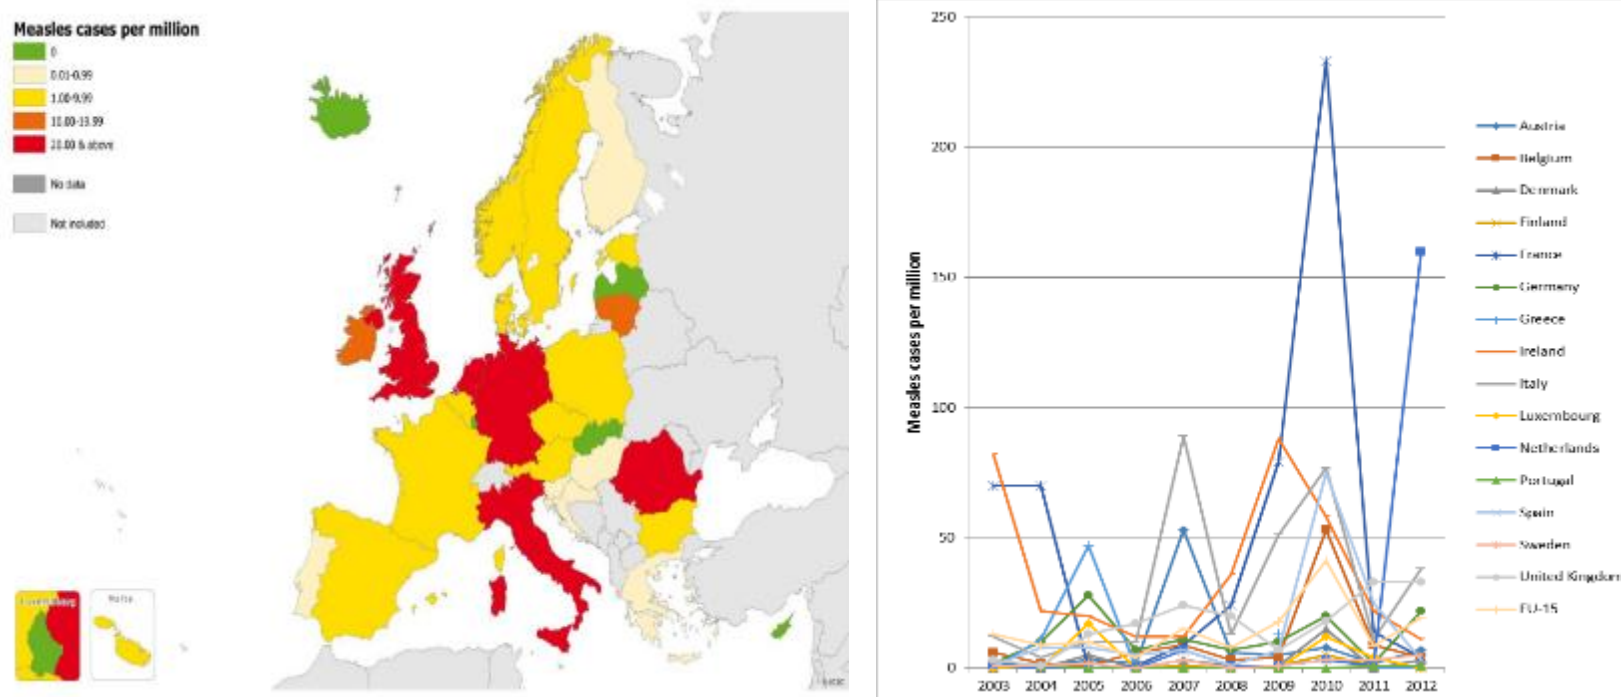 Measles cases per million
0
0.01-0.99
1.00-9.99
10.00-19.99
20.00 & above
No data
Not included
Luxembourg
Malta
Measles cases per million
250
200
150
100
50
0
2003 2004 2005 2006 2007 2008 2009 2010 2011 2012
Austria
Belgium
Denmark
Finland
France
Germany
Greece
Ireland
Italy
Luxembourg
Netherlands
Portugal
Spain
Sweden
United Kingdom
EU-15